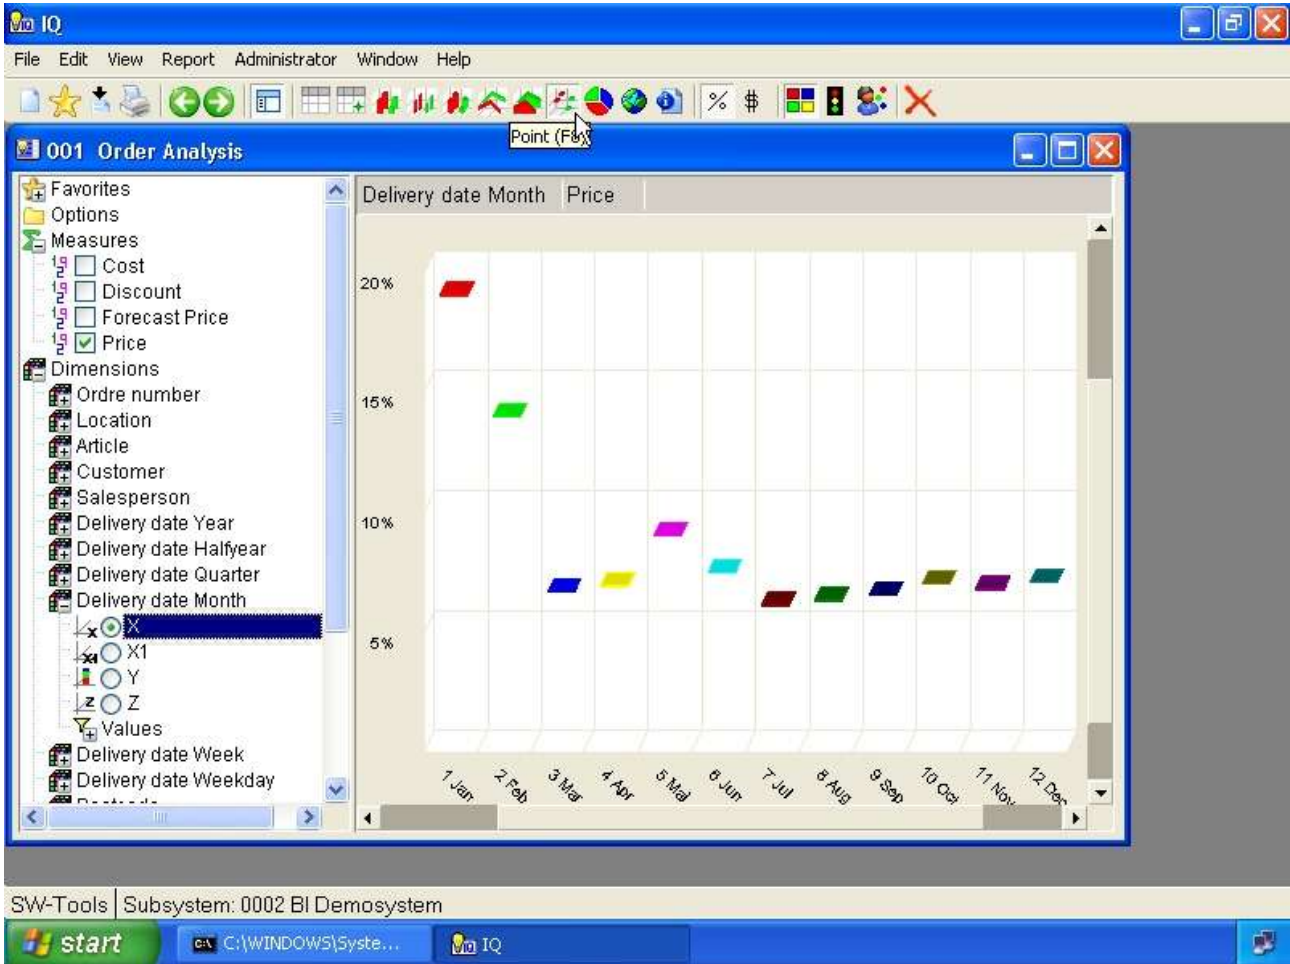 IQ
File Edit View Report Administrator Window Help
% $
Point (F8)
001 Order Analysis
Favorites
Options
Measures
Cost
Discount
Forecast Price
Price
Dimensions
Ordre number
Location
Article
Customer
Salesperson
Delivery date Year
Delivery date Halfyear
Delivery date Quarter
Delivery date Month
X
X1
Y
Z
Values
Delivery date Week
Delivery date Weekday
Delivery date Month Price
20%
15%
10%
5%
1 Jan 2 Feb 3 Mar 4 Apr 5 Maj 6 Jun 7 Jul 8 Aug 9 Sep 10 Oct 11 Nov 12 Dec
SW-Tools Subsystem: 0002 BI Demosystem
start C:\WINDOWS\Syste... IQ